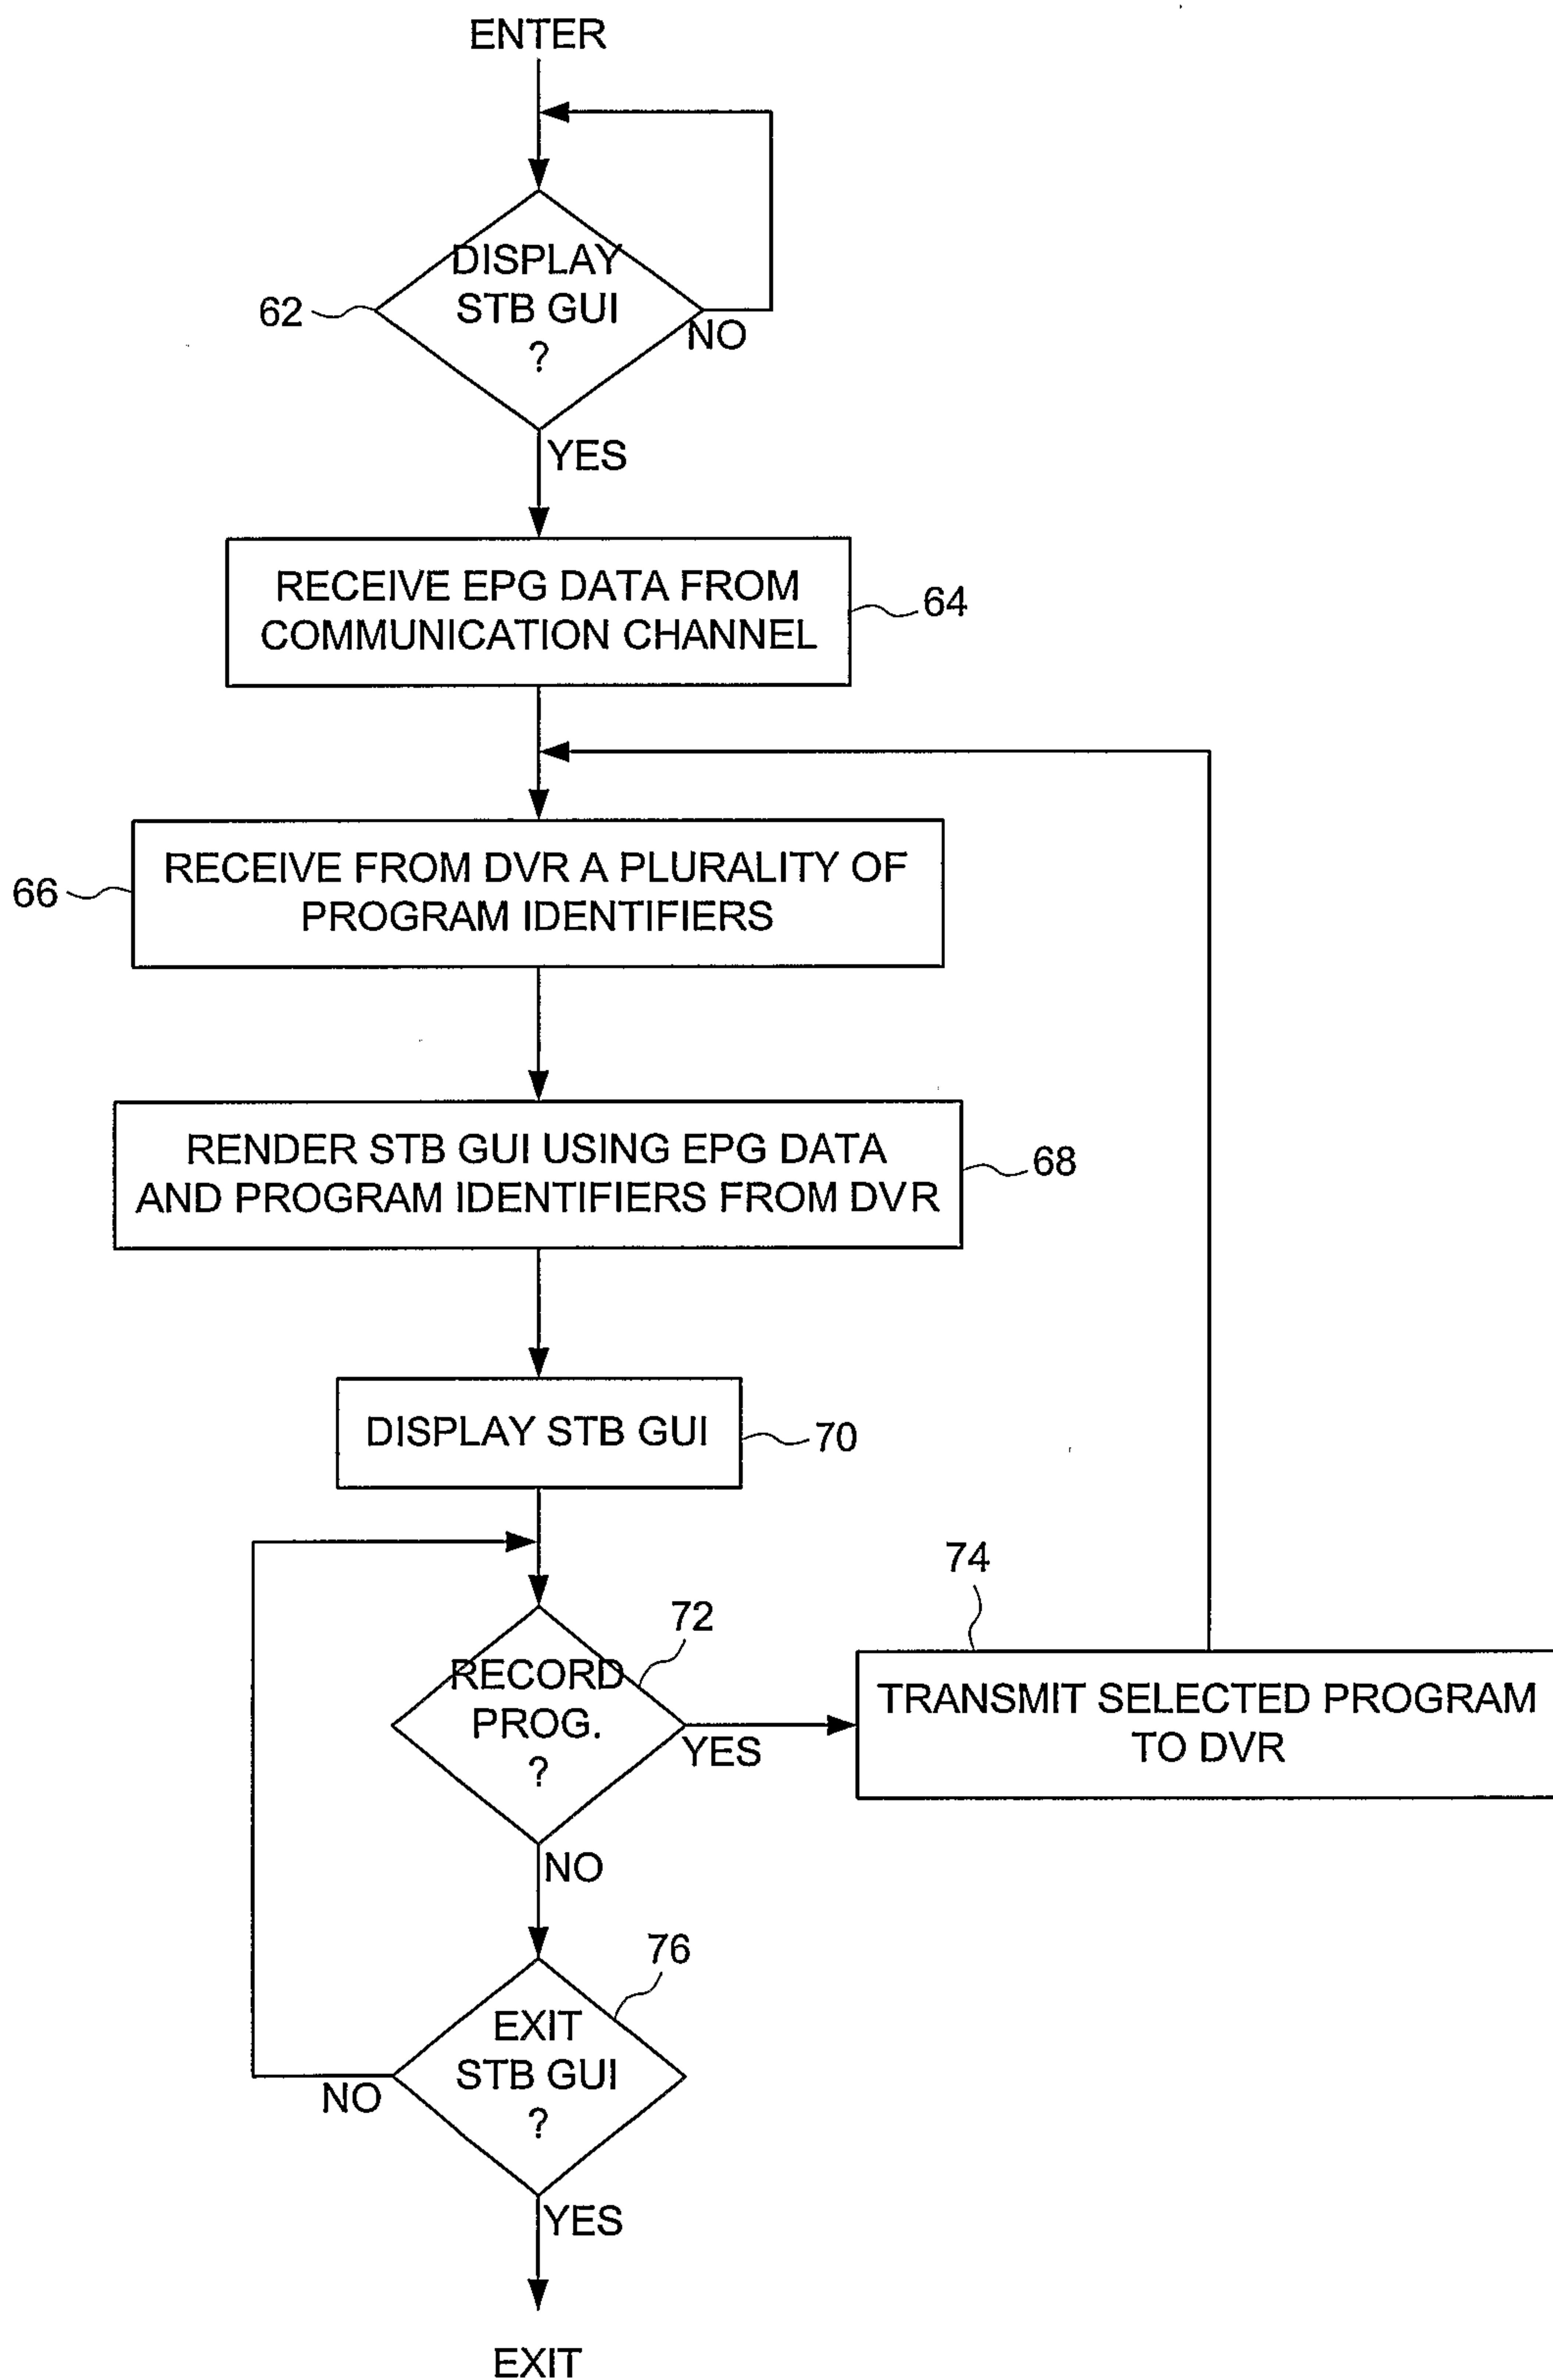 ENTER
DISPLAY
STB GUI
?
62
NO
YES
RECEIVE EPG DATA FROM
COMMUNICATION CHANNEL
64
RECEIVE FROM DVR A PLURALITY OF
PROGRAM IDENTIFIERS
66
RENDER STB GUI USING EPG DATA
AND PROGRAM IDENTIFIERS FROM DVR
68
DISPLAY STB GUI
70
72
RECORD
PROG.
?
YES
74
TRANSMIT SELECTED PROGRAM
TO DVR
NO
76
EXIT
STB GUI
?
NO
YES
EXIT